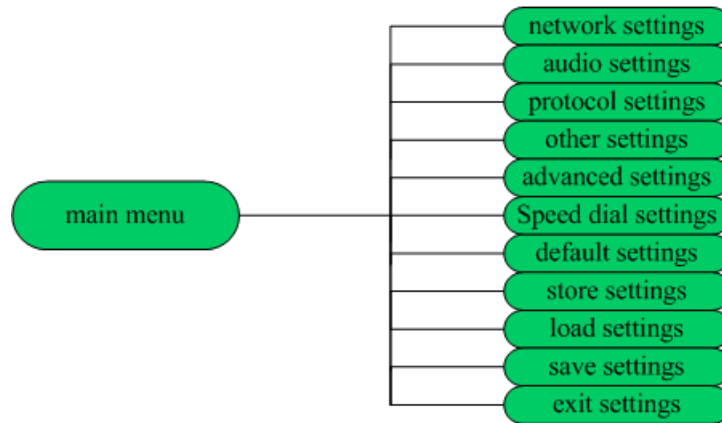 network settings
audio settings
protocol settings
other settings
advanced settings
main menu
Speed dial settings
default settings
store settings
load settings
save settings
exit settings